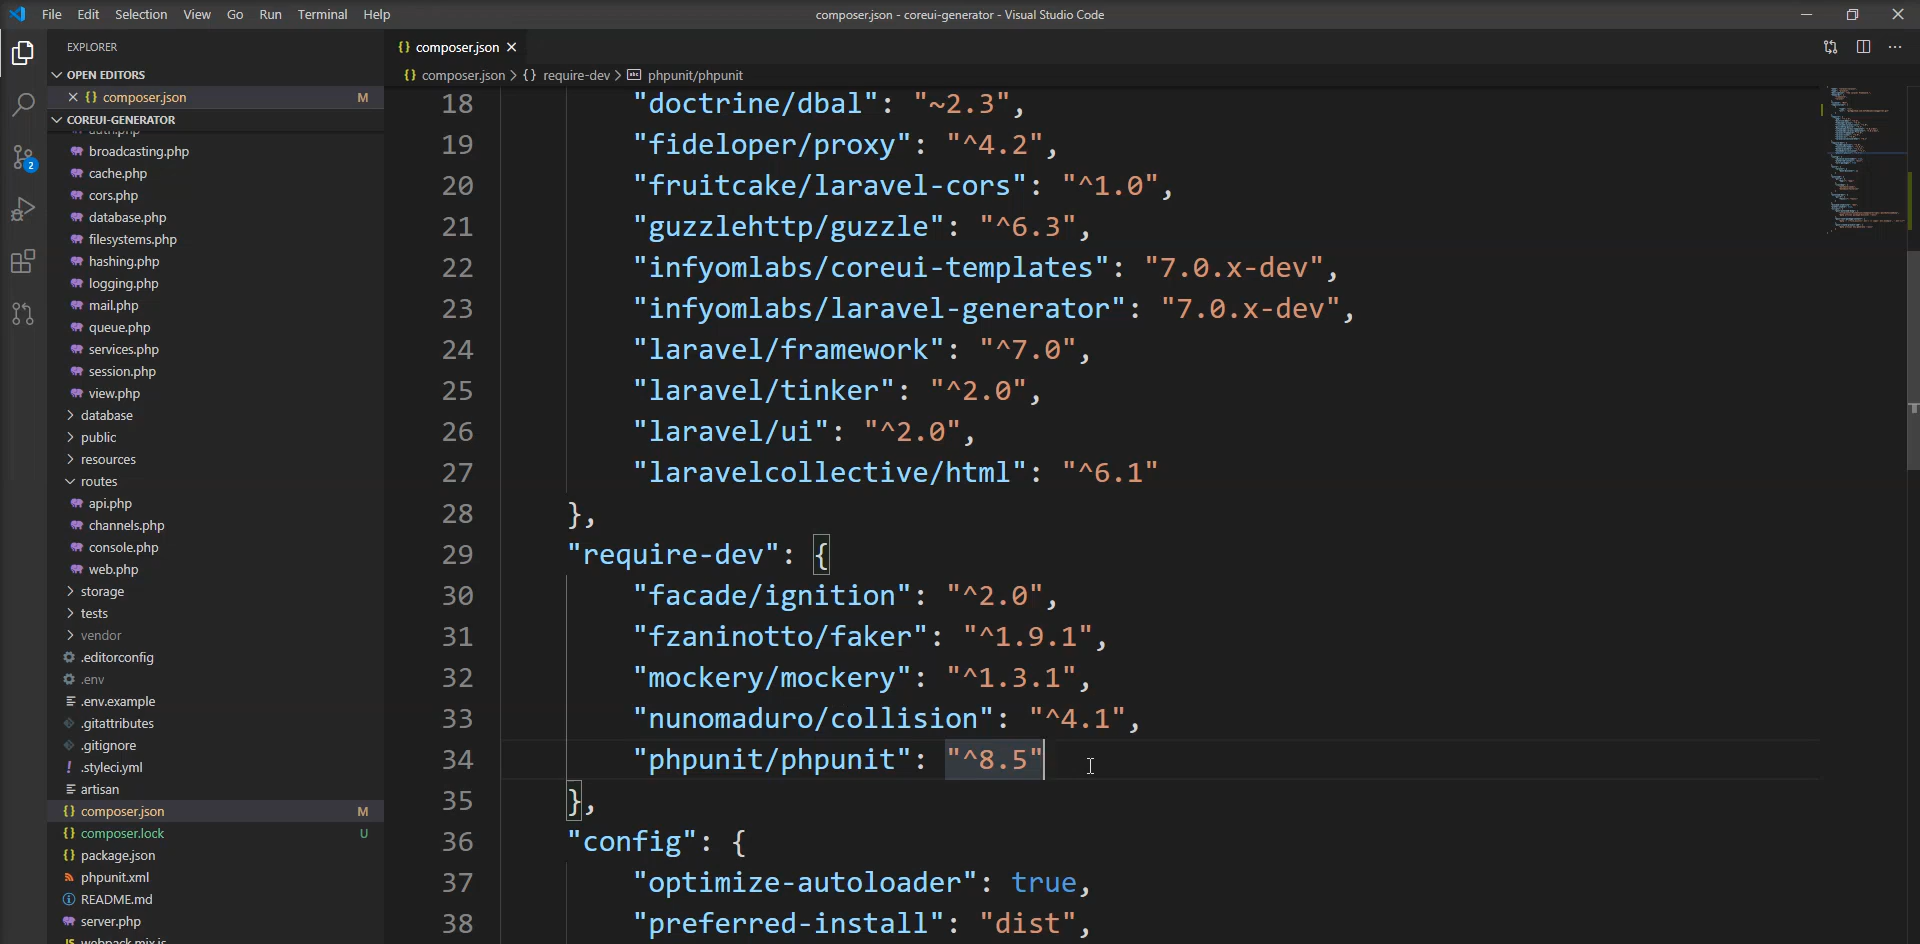 File Edit Selection View Go Run Terminal Help
composer.json - coreui-generator - Visual Studio Code
EXPLORER
OPEN EDITORS
composer.json M
COREUI-GENERATOR
auth.php
broadcasting.php
cache.php
cors.php
database.php
filesystems.php
hashing.php
logging.php
mail.php
queue.php
services.php
session.php
view.php
database
public
resources
routes
api.php
channels.php
console.php
web.php
storage
tests
vendor
.editorconfig
.env
.env.example
.gitattributes
.gitignore
.styleci.yml
artisan
composer.json M
composer.lock U
package.json
phpunit.xml
README.md
server.php
webpack.mix.js
2
composer.json
composer.json > {} require-dev > phpunit/phpunit
18 "doctrine/dbal": "~2.3",
19 "fideloper/proxy": "^4.2",
20 "fruitcake/laravel-cors": "^1.0",
21 "guzzlehttp/guzzle": "^6.3",
22 "infyomlabs/coreui-templates": "7.0.x-dev",
23 "infyomlabs/laravel-generator": "7.0.x-dev",
24 "laravel/framework": "^7.0",
25 "laravel/tinker": "^2.0",
26 "laravel/ui": "^2.0",
27 "laravelcollective/html": "^6.1"
28 },
29 "require-dev": {
30 "facade/ignition": "^2.0",
31 "fzaninotto/faker": "^1.9.1",
32 "mockery/mockery": "^1.3.1",
33 "nunomaduro/collision": "^4.1",
34 "phpunit/phpunit": "^8.5"
35 },
36 "config": {
37 "optimize-autoloader": true,
38 "preferred-install": "dist",